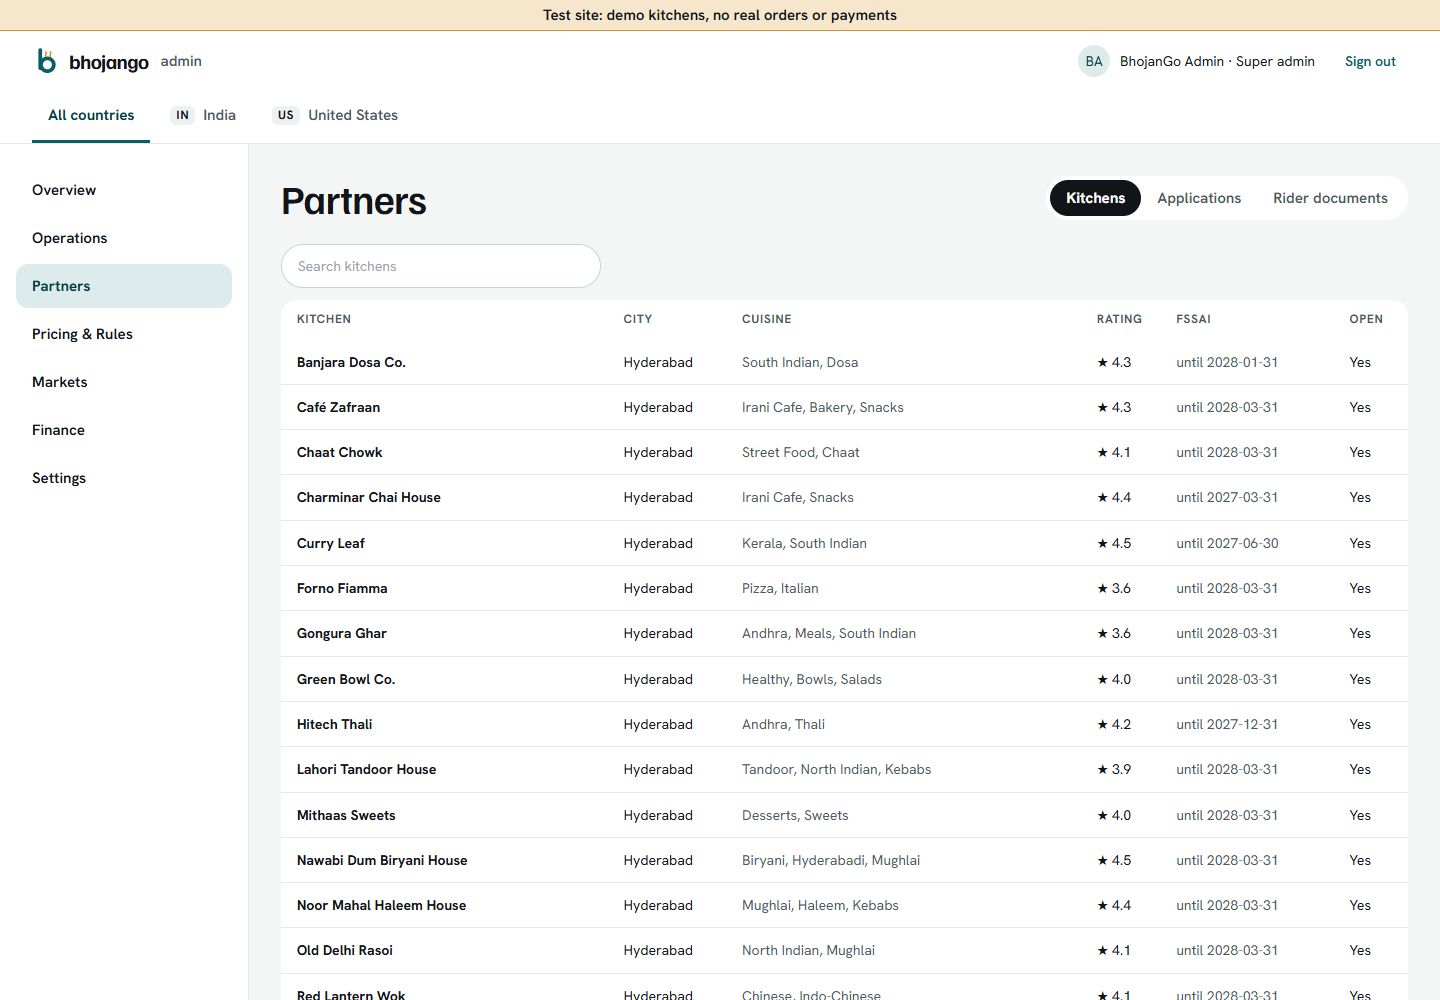 Test site: demo kitchens, no real orders or payments
bhojango admin
BA BhojanGo Admin · Super admin Sign out
All countries IN India US United States
Overview
Operations
Partners
Pricing & Rules
Markets
Finance
Settings
Partners
Kitchens Applications Rider documents
Search kitchens
KITCHEN CITY CUISINE RATING FSSAI OPEN
Banjara Dosa Co. Hyderabad South Indian, Dosa ★ 4.3 until 2028-01-31 Yes
Café Zafraan Hyderabad Irani Cafe, Bakery, Snacks ★ 4.3 until 2028-03-31 Yes
Chaat Chowk Hyderabad Street Food, Chaat ★ 4.1 until 2028-03-31 Yes
Charminar Chai House Hyderabad Irani Cafe, Snacks ★ 4.4 until 2027-03-31 Yes
Curry Leaf Hyderabad Kerala, South Indian ★ 4.5 until 2027-06-30 Yes
Forno Fiamma Hyderabad Pizza, Italian ★ 3.6 until 2028-03-31 Yes
Gongura Ghar Hyderabad Andhra, Meals, South Indian ★ 3.6 until 2028-03-31 Yes
Green Bowl Co. Hyderabad Healthy, Bowls, Salads ★ 4.0 until 2028-03-31 Yes
Hitech Thali Hyderabad Andhra, Thali ★ 4.2 until 2027-12-31 Yes
Lahori Tandoor House Hyderabad Tandoor, North Indian, Kebabs ★ 3.9 until 2028-03-31 Yes
Mithaas Sweets Hyderabad Desserts, Sweets ★ 4.0 until 2028-03-31 Yes
Nawabi Dum Biryani House Hyderabad Biryani, Hyderabadi, Mughlai ★ 4.5 until 2028-03-31 Yes
Noor Mahal Haleem House Hyderabad Mughlai, Haleem, Kebabs ★ 4.4 until 2028-03-31 Yes
Old Delhi Rasoi Hyderabad North Indian, Mughlai ★ 4.1 until 2028-03-31 Yes
Red Lantern Wok Hyderabad Chinese, Indo-Chinese ★ 4.1 until 2028-03-31 Yes